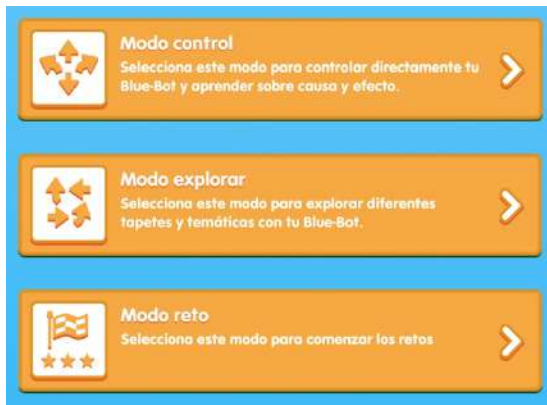 Modo control
Selecciona este modo para controlar directamente tu
Blue-Bot y aprender sobre causa y efecto.
Modo explorar
Selecciona este modo para explorar diferentes
tapetes y temáticas con tu Blue-Bot.
Modo reto
Selecciona este modo para comenzar los retos